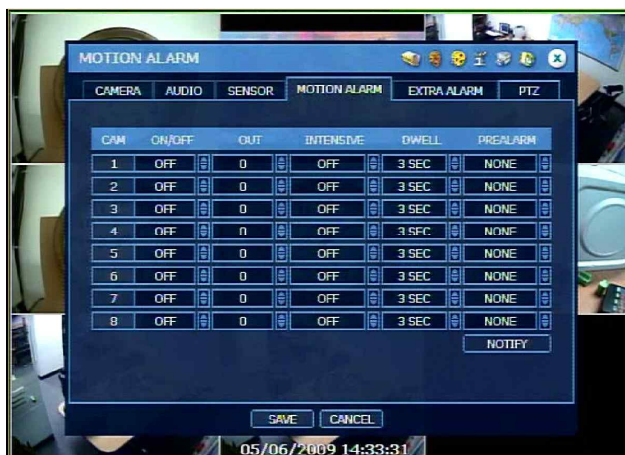 MOTION ALARM
CAMERA AUDIO SENSOR MOTION ALARM EXTRA ALARM PTZ
CAM ON/OFF OUT INTENSIVE DWELL PREALARM
1 OFF 0 OFF 3 SEC NONE
2 OFF 0 OFF 3 SEC NONE
3 OFF 0 OFF 3 SEC NONE
4 OFF 0 OFF 3 SEC NONE
5 OFF 0 OFF 3 SEC NONE
6 OFF 0 OFF 3 SEC NONE
7 OFF 0 OFF 3 SEC NONE
8 OFF 0 OFF 3 SEC NONE
NOTIFY
SAVE CANCEL
05/06/2009 14:33:31